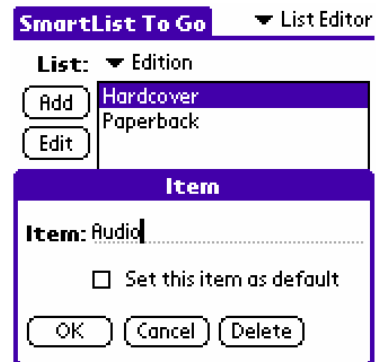 SmartList To Go ▼ List Editor
List: ▼ Edition
Add Hardcover
Paperback
Edit
Item
Item: Audio
Set this item as default
OK Cancel Delete